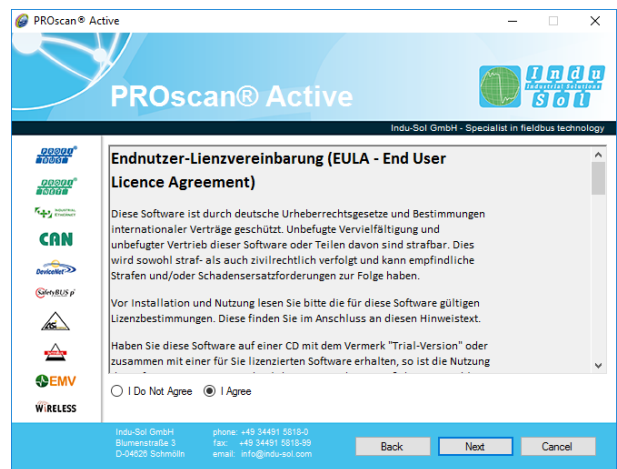 PROscan® Active
PROscan® Active
Indu
Industrial Solutions
Sol
Indu-Sol GmbH - Specialist in fieldbus technology
INDUSTRIAL
ETHERNET
CAN
DeviceNet
SafetyBUS p
ASi
EMV
WIRELESS
Endnutzer-Lienzvereinbarung (EULA - End User
Licence Agreement)
Diese Software ist durch deutsche Urheberrechtsgesetze und Bestimmungen
internationaler Verträge geschützt. Unbefugte Vervielfältigung und
unbefugter Vertrieb dieser Software oder Teilen davon sind strafbar. Dies
wird sowohl straf- als auch zivilrechtlich verfolgt und kann empfindliche
Strafen und/oder Schadensersatzforderungen zur Folge haben.
Vor Installation und Nutzung lesen Sie bitte die für diese Software gültigen
Lizenzbestimmungen. Diese finden Sie im Anschluss an diesen Hinweistext.
Haben Sie diese Software auf einer CD mit dem Vermerk "Trial-Version" oder
zusammen mit einer für Sie lizenzierten Software erhalten, so ist die Nutzung
I Do Not Agree I Agree
Indu-Sol GmbH phone: +49 34491 5818-0
Blumenstraße 3 fax: +49 34491 5818-99
D-04626 Schmölln email: info@indu-sol.com
Back Next Cancel